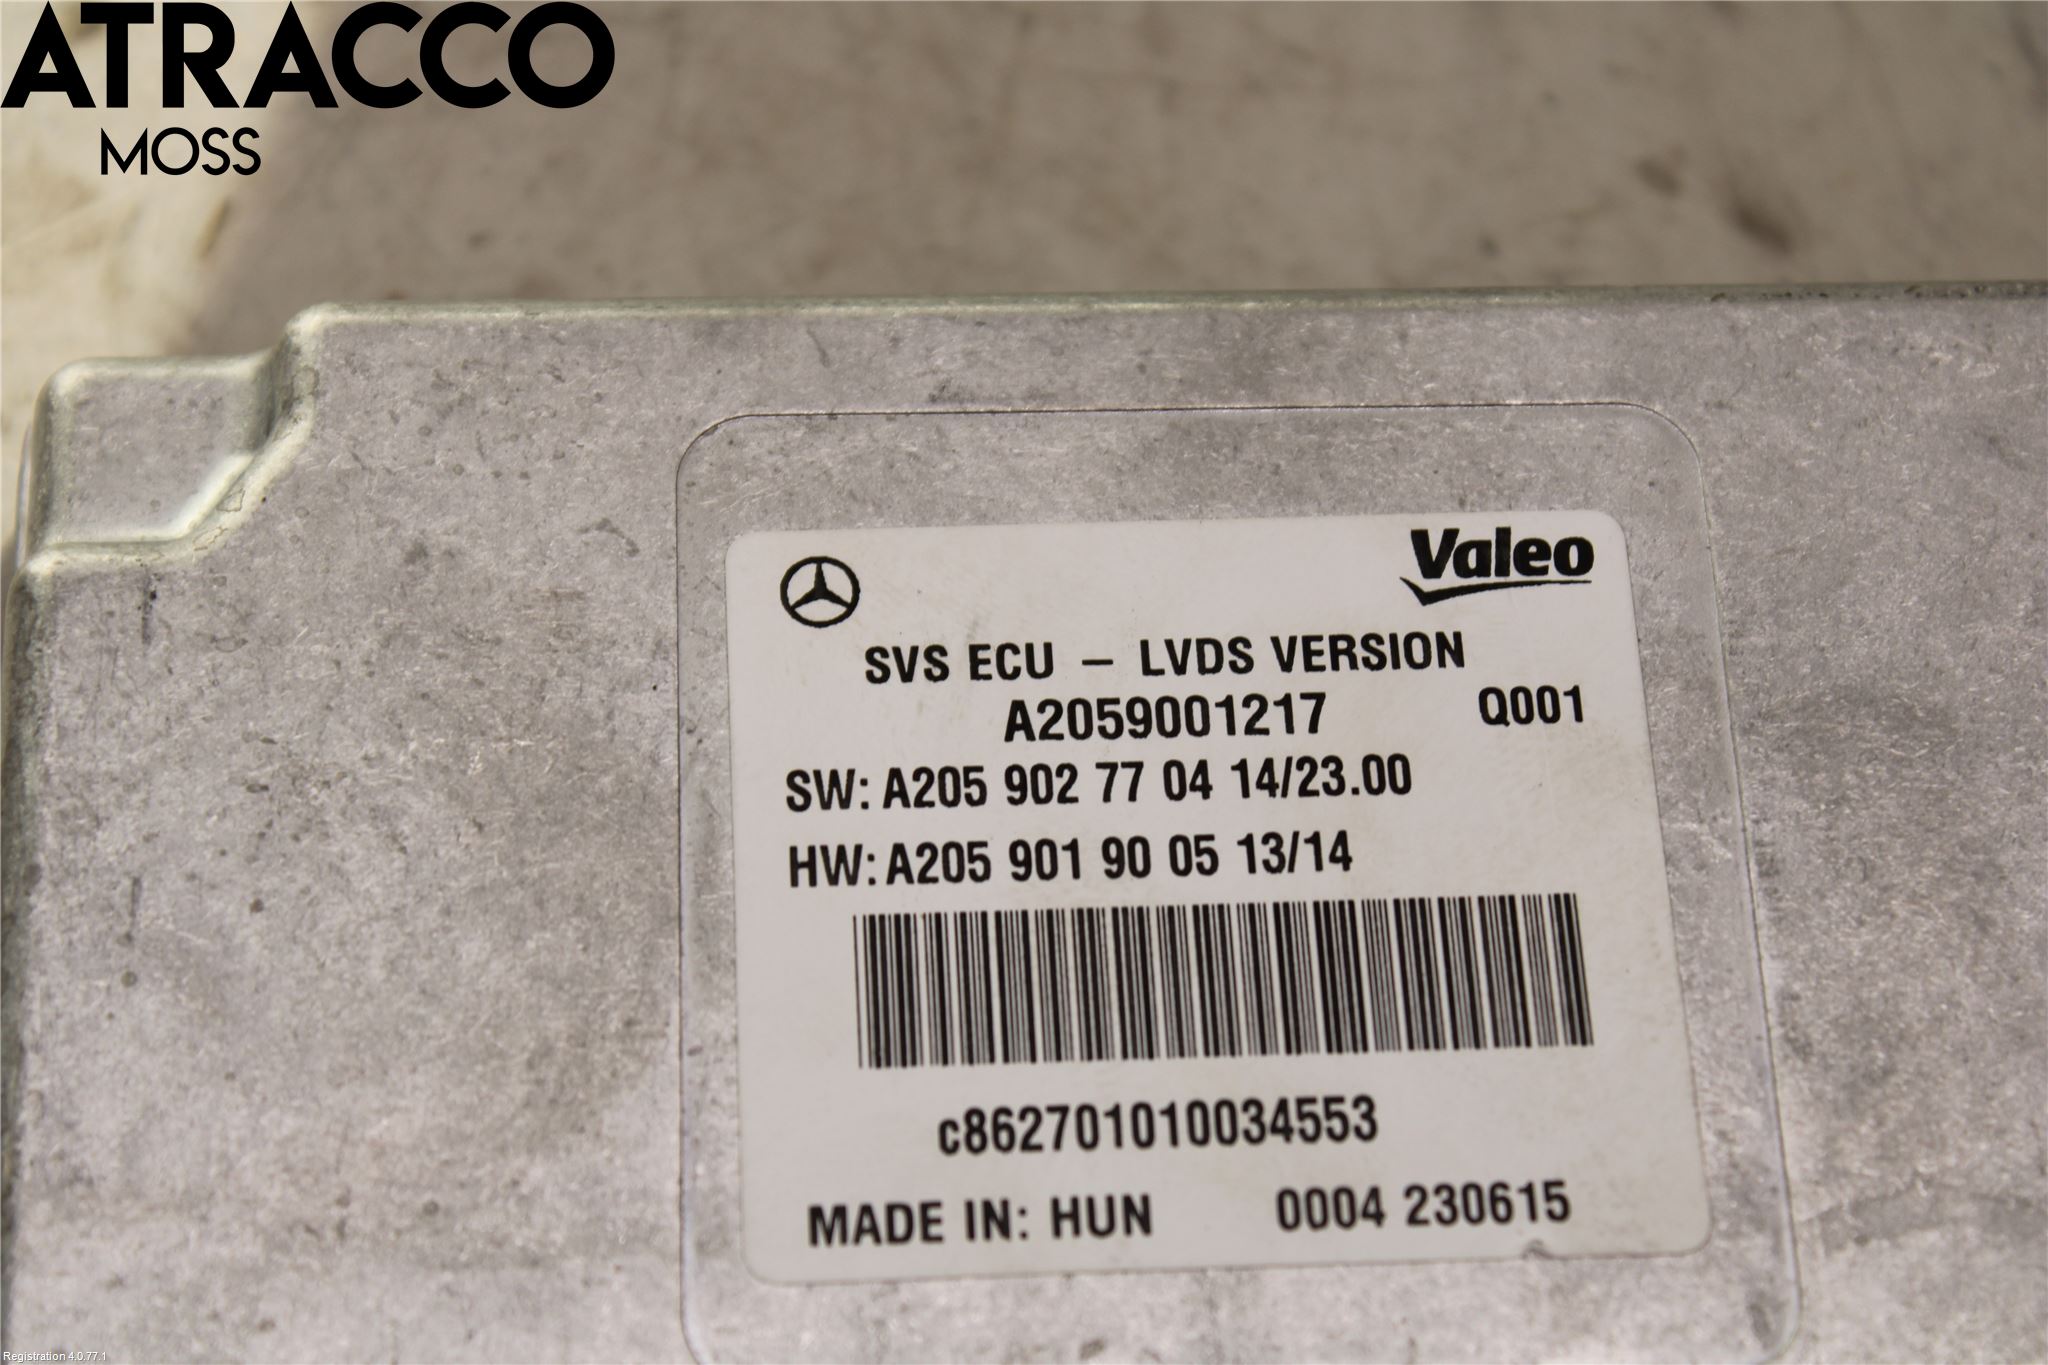 ATRACCO
MOSS
Valeo
SVS ECU – LVDS VERSION
A2059001217 Q001
SW: A205 902 77 04 14/23.00
HW: A205 901 90 05 13/14
c862701010034553
MADE IN: HUN 0004 230615
Registration 4.0.77.1